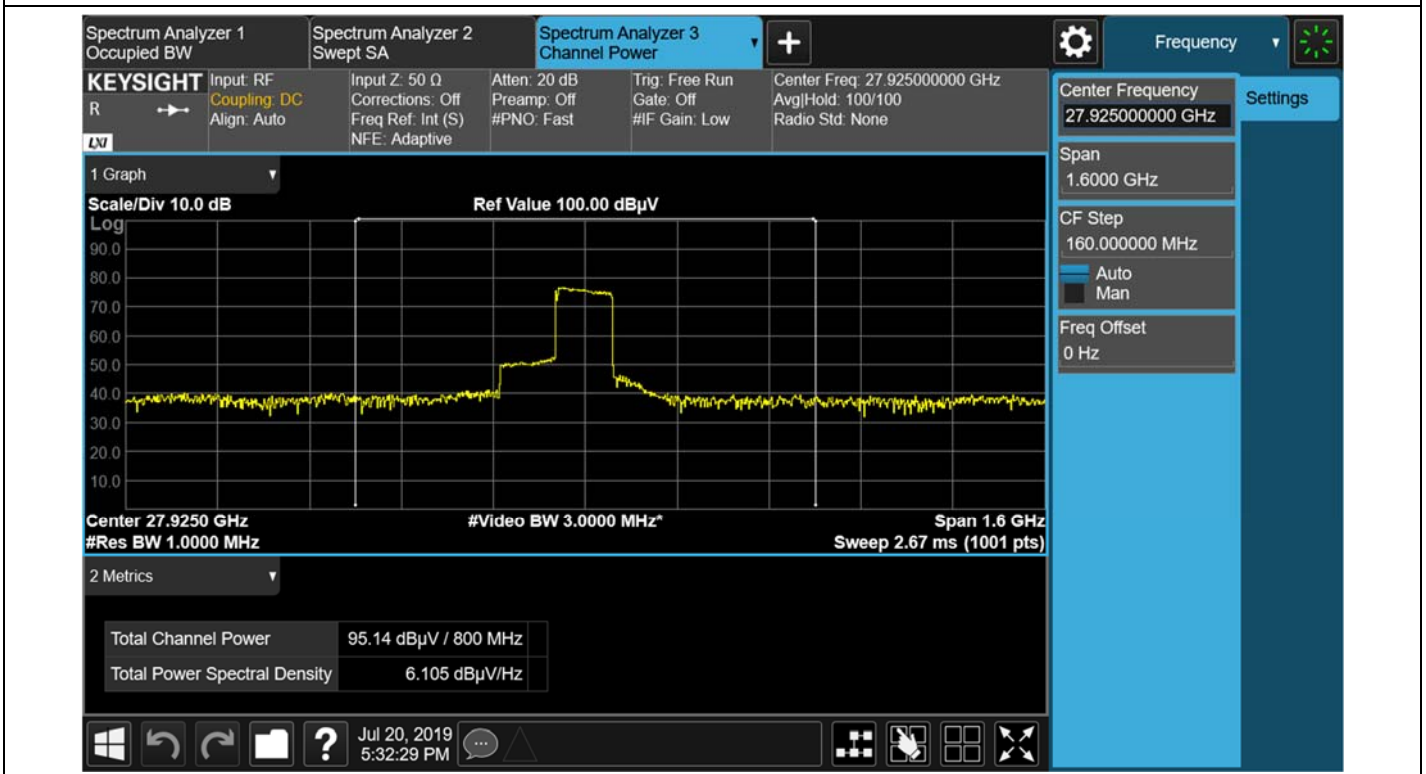 Spectrum Analyzer 1
Occupied BW
Spectrum Analyzer 2
Swept SA
Spectrum Analyzer 3
Channel Power
Frequency
KEYSIGHT
R
LXI
Input: RF
Coupling: DC
Align: Auto
Input Z: 50 Ω
Corrections: Off
Freq Ref: Int (S)
NFE: Adaptive
Atten: 20 dB
Preamp: Off
#PNO: Fast
Trig: Free Run
Gate: Off
#IF Gain: Low
Center Freq: 27.925000000 GHz
Avg|Hold: 100/100
Radio Std: None
Center Frequency
27.925000000 GHz
Settings
Span
1.6000 GHz
CF Step
160.000000 MHz
Auto
Man
Freq Offset
0 Hz
1 Graph
Scale/Div 10.0 dB
Ref Value 100.00 dBµV
Log
90.0
80.0
70.0
60.0
50.0
40.0
30.0
20.0
10.0
Center 27.9250 GHz
#Video BW 3.0000 MHz*
Span 1.6 GHz
#Res BW 1.0000 MHz
Sweep 2.67 ms (1001 pts)
2 Metrics
Total Channel Power 95.14 dBµV / 800 MHz
Total Power Spectral Density 6.105 dBµV/Hz
?
Jul 20, 2019
5:32:29 PM